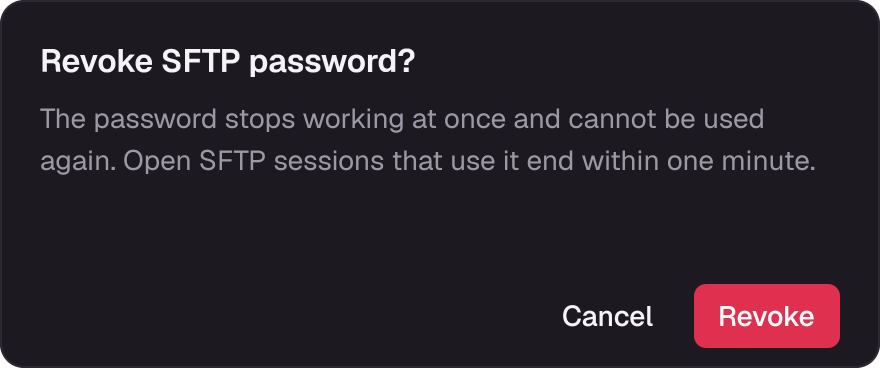 Revoke SFTP password?
The password stops working at once and cannot be used
again. Open SFTP sessions that use it end within one minute.
Cancel
Revoke